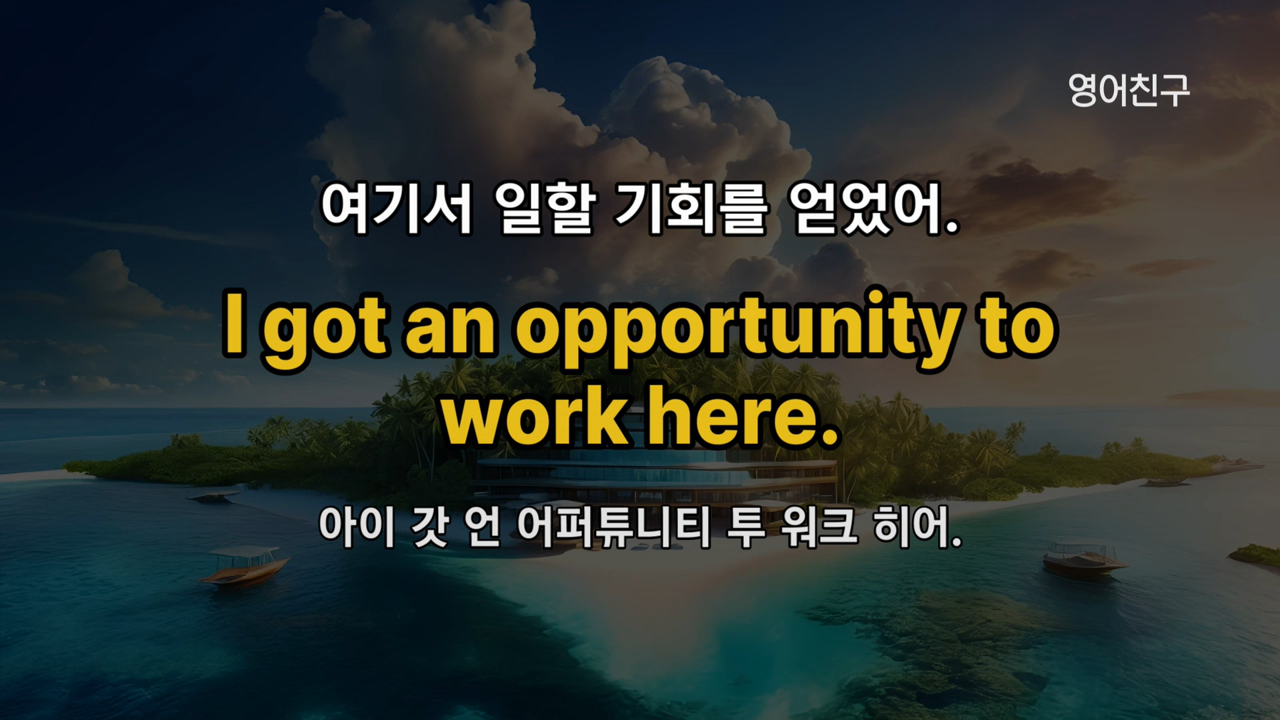 영어친구
여기서 일할 기회를 얻었어.
I got an opportunity to
work here.
아이 갓 언 어퍼튜니티 투 워크 히어.